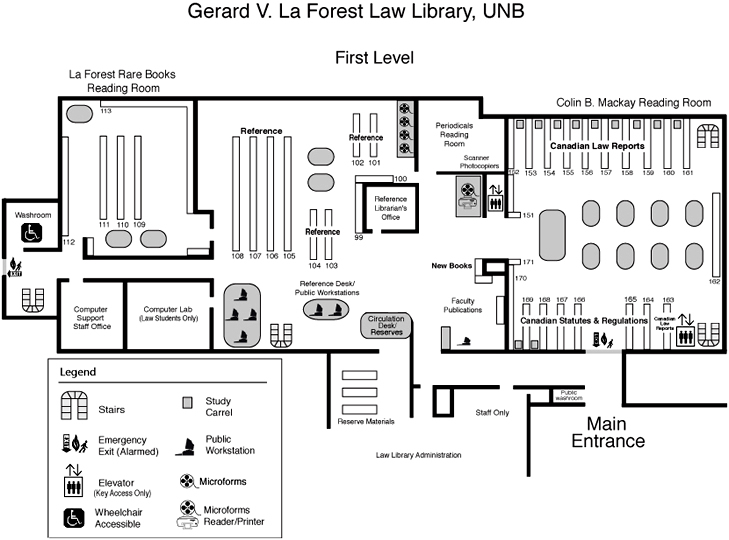 Gerard V. La Forest Law Library, UNB
First Level
La Forest Rare Books
Reading Room
Colin B. Mackay Reading Room
113
Reference
Reference
102 101
Periodicals
Reading
Room
Scanner
Photocopiers
Canadian Law Reports
152 153 154 155 156 157 158 159 160 161
111 110 109
100
Reference
Librarian's
Office
99
151
Washroom
112
108 107 106 105
Reference
104 103
New Books
171
170
162
EXIT
Reference Desk/
Public Workstations
Computer
Support
Staff Office
Computer Lab
(Law Students Only)
Circulation
Desk/
Reserves
Faculty
Publications
169 168 167 166 165 164 163
Canadian Statutes & Regulations
Canadian
Law
Reports
EXIT
Legend
Stairs
Study
Carrel
Emergency
Exit (Alarmed)
Public
Workstation
Elevator
(Key Access Only)
Microforms
Wheelchair
Accessible
Microforms
Reader/Printer
Reserve Materials
Staff Only
Public
washroom
Main
Entrance
Law Library Administration